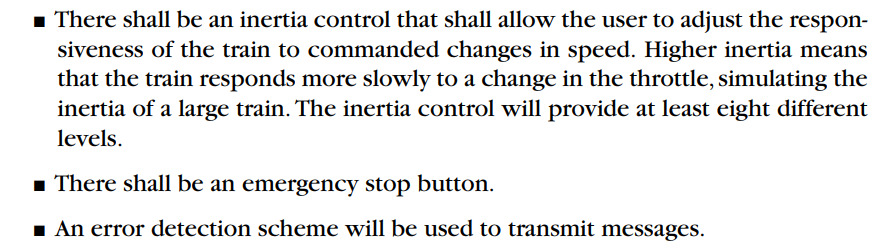 ■ There shall be an inertia control that shall allow the user to adjust the respon-
siveness of the train to commanded changes in speed. Higher inertia means
that the train responds more slowly to a change in the throttle, simulating the
inertia of a large train. The inertia control will provide at least eight different
levels.
■ There shall be an emergency stop button.
■ An error detection scheme will be used to transmit messages.